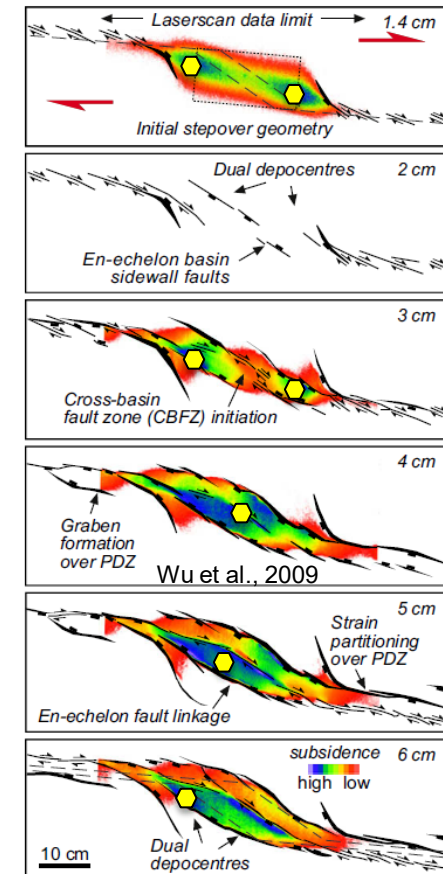 Laserscan data limit
1.4 cm
Initial stepover geometry
2 cm
Dual depocentres
En-echelon basin
sidewall faults
3 cm
Cross-basin
fault zone (CBFZ) initiation
4 cm
Graben
formation
over PDZ
Wu et al., 2009
5 cm
Strain
partitioning
over PDZ
En-echelon fault linkage
6 cm
subsidence
high low
Dual
depocentres
10 cm